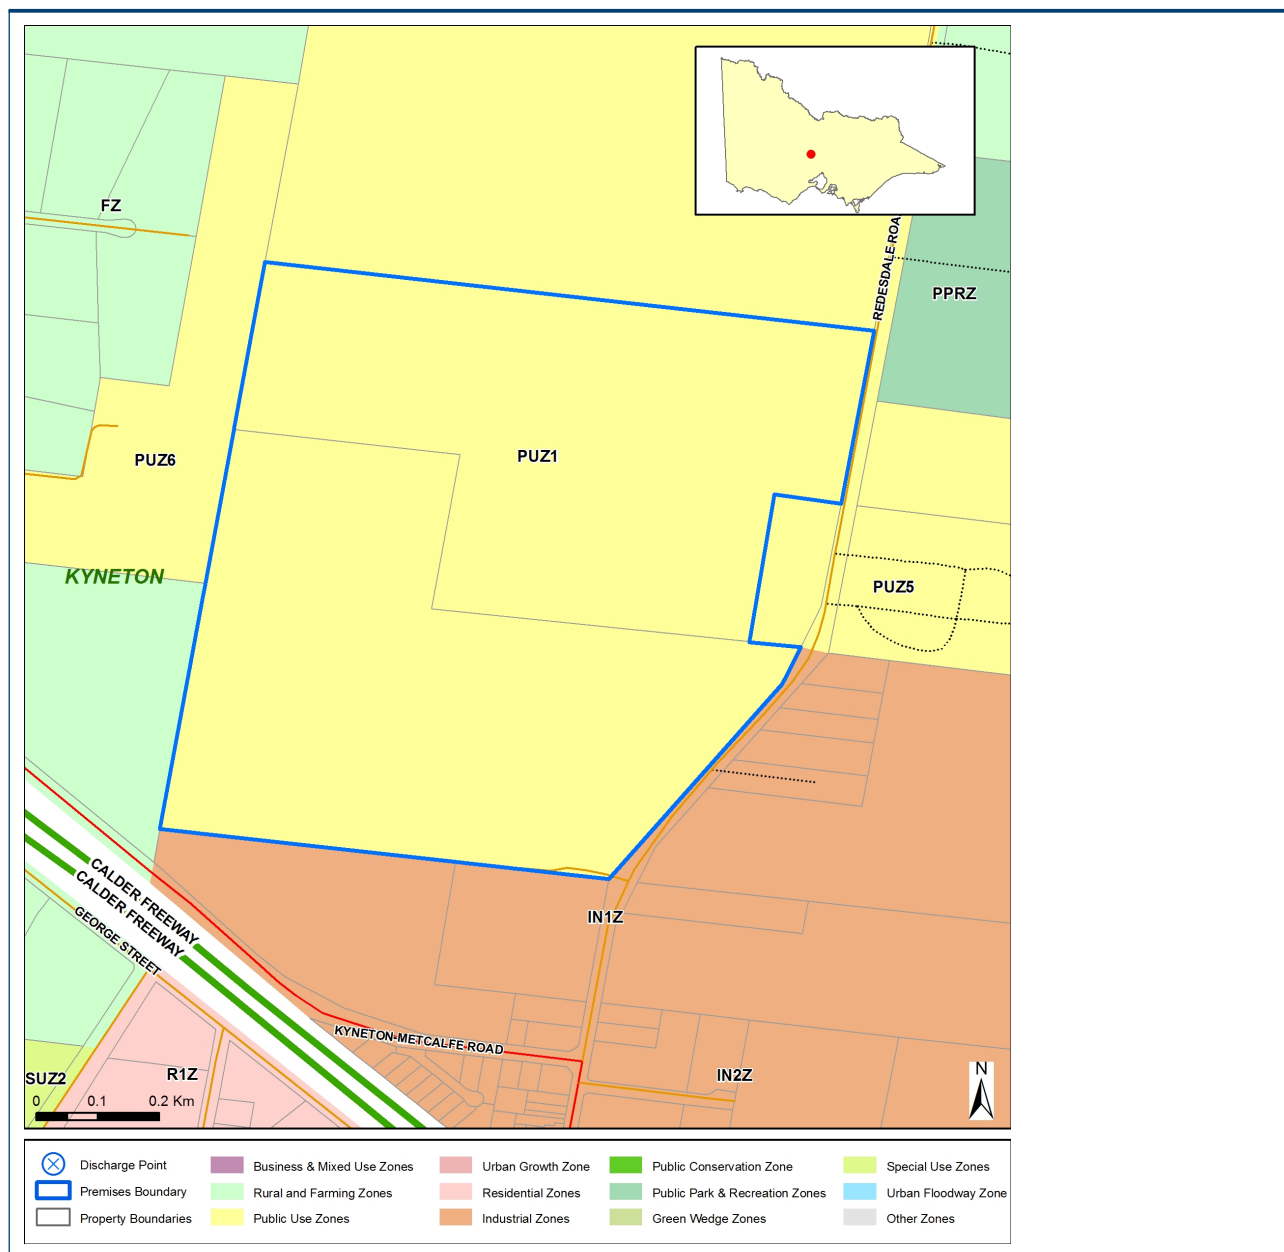 FZ
REDESDALE ROA
PPRZ
PUZ6
PUZ1
KYNETON
PUZ5
CALDER FREEWAY
CALDER FREEWAY
GEORGE STREET
IN1Z
KYNETON-METCALFE ROAD
SUZ2
R1Z
IN2Z
N
0 0.1 0.2 Km
Discharge Point
Premises Boundary
Property Boundaries
Business & Mixed Use Zones
Rural and Farming Zones
Public Use Zones
Urban Growth Zone
Residential Zones
Industrial Zones
Public Conservation Zone
Public Park & Recreation Zones
Green Wedge Zones
Special Use Zones
Urban Floodway Zone
Other Zones